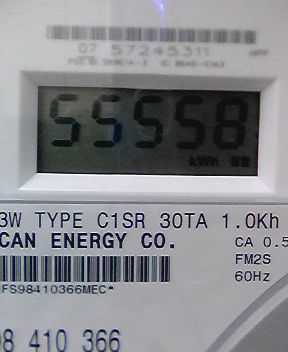 07 57245311
55558
kWh
3W TYPE C1SR 30TA 1.0Kh
CAN ENERGY CO.
CA 0.5
FM2S
60Hz
FS98410366MEC*
98 410 366